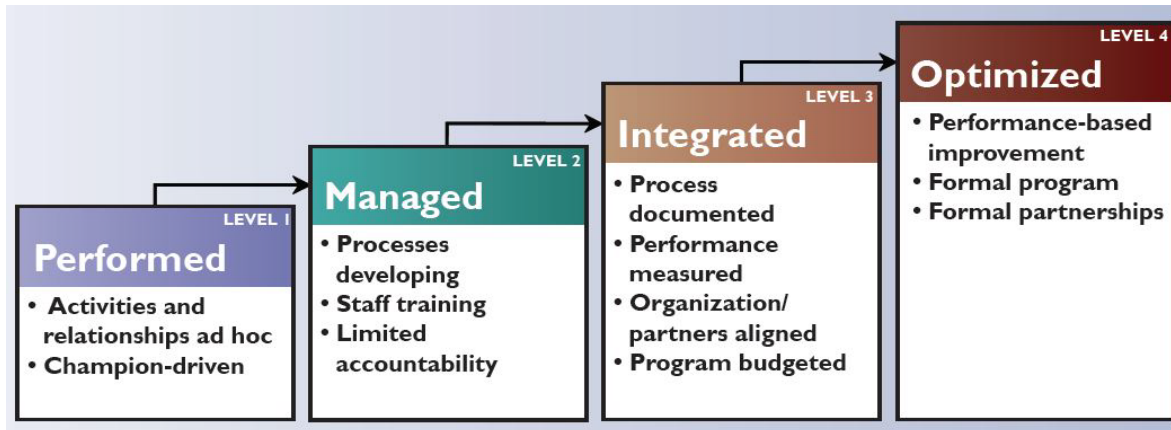 LEVEL 1
Performed
• Activities and
relationships ad hoc
• Champion-driven
LEVEL 2
Managed
• Processes
developing
• Staff training
• Limited
accountability
LEVEL 3
Integrated
• Process
documented
• Performance
measured
• Organization/
partners aligned
• Program budgeted
LEVEL 4
Optimized
• Performance-based
improvement
• Formal program
• Formal partnerships